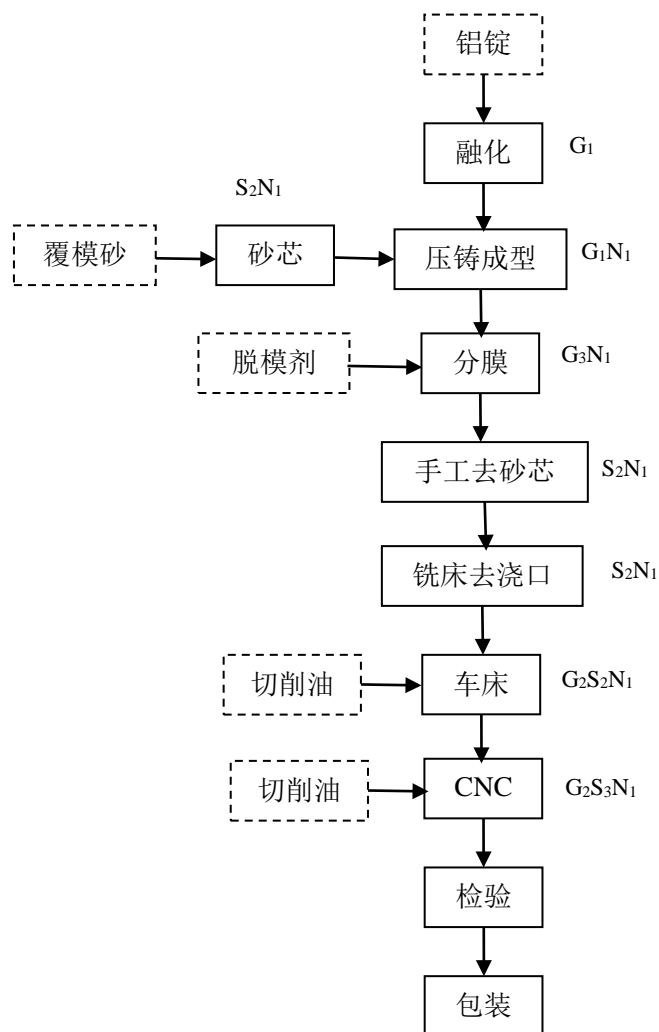 铝锭
融化
G₁
S₂N₁
覆模砂
砂芯
压铸成型
G₁N₁
脱模剂
分膜
G₃N₁
手工去砂芯
S₂N₁
铣床去浇口
S₂N₁
切削油
车床
G₂S₂N₁
切削油
CNC
G₂S₃N₁
检验
包装